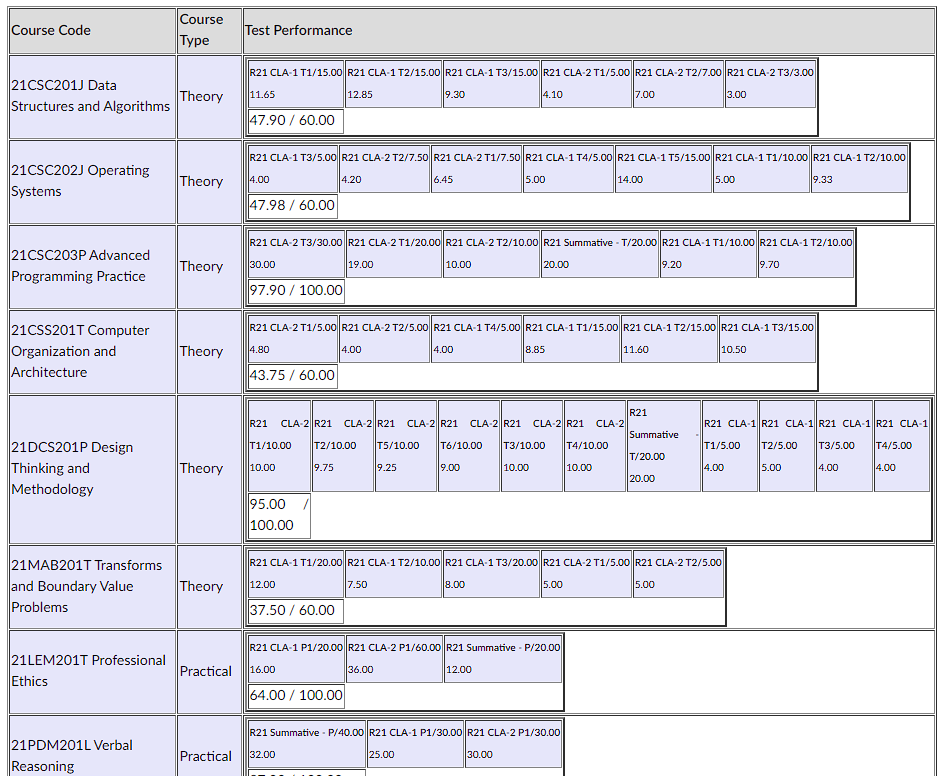 Course Code
Course
Type
Test Performance
21CSC201J Data
Structures and Algorithms
Theory
R21 CLA-1 T1/15.00 R21 CLA-1 T2/15.00 R21 CLA-1 T3/15.00 R21 CLA-2 T1/5.00 R21 CLA-2 T2/7.00 R21 CLA-2 T3/3.00
11.65 12.85 9.30 4.10 7.00 3.00
47.90 / 60.00
21CSC202J Operating
Systems
Theory
R21 CLA-1 T3/5.00 R21 CLA-2 T2/7.50 R21 CLA-2 T1/7.50 R21 CLA-1 T4/5.00 R21 CLA-1 T5/15.00 R21 CLA-1 T1/10.00 R21 CLA-1 T2/10.00
4.00 4.20 6.45 5.00 14.00 5.00 9.33
47.98 / 60.00
21CSC203P Advanced
Programming Practice
Theory
R21 CLA-2 T3/30.00 R21 CLA-2 T1/20.00 R21 CLA-2 T2/10.00 R21 Summative - T/20.00 R21 CLA-1 T1/10.00 R21 CLA-1 T2/10.00
30.00 19.00 10.00 20.00 9.20 9.70
97.90 / 100.00
21CSS201T Computer
Organization and
Architecture
Theory
R21 CLA-2 T1/5.00 R21 CLA-2 T2/5.00 R21 CLA-1 T4/5.00 R21 CLA-1 T1/15.00 R21 CLA-1 T2/15.00 R21 CLA-1 T3/15.00
4.80 4.00 4.00 8.85 11.60 10.50
43.75 / 60.00
21DCS201P Design
Thinking and
Methodology
Theory
R21 CLA-2 R21 CLA-2 R21 CLA-2 R21 CLA-2 R21 CLA-2 R21 CLA-2 R21 Summative - R21 CLA-1 R21 CLA-1 R21 CLA-1 R21 CLA-1
T1/10.00 T2/10.00 T5/10.00 T6/10.00 T3/10.00 T4/10.00 T/20.00 T1/5.00 T2/5.00 T3/5.00 T4/5.00
10.00 9.75 9.25 9.00 10.00 10.00 20.00 4.00 5.00 4.00 4.00
95.00 /
100.00
21MAB201T Transforms
and Boundary Value
Problems
Theory
R21 CLA-1 T1/20.00 R21 CLA-1 T2/10.00 R21 CLA-1 T3/20.00 R21 CLA-2 T1/5.00 R21 CLA-2 T2/5.00
12.00 7.50 8.00 5.00 5.00
37.50 / 60.00
21LEM201T Professional
Ethics
Practical
R21 CLA-1 P1/20.00 R21 CLA-2 P1/60.00 R21 Summative - P/20.00
16.00 36.00 12.00
64.00 / 100.00
21PDM201L Verbal
Reasoning
Practical
R21 Summative - P/40.00 R21 CLA-1 P1/30.00 R21 CLA-2 P1/30.00
32.00 25.00 30.00